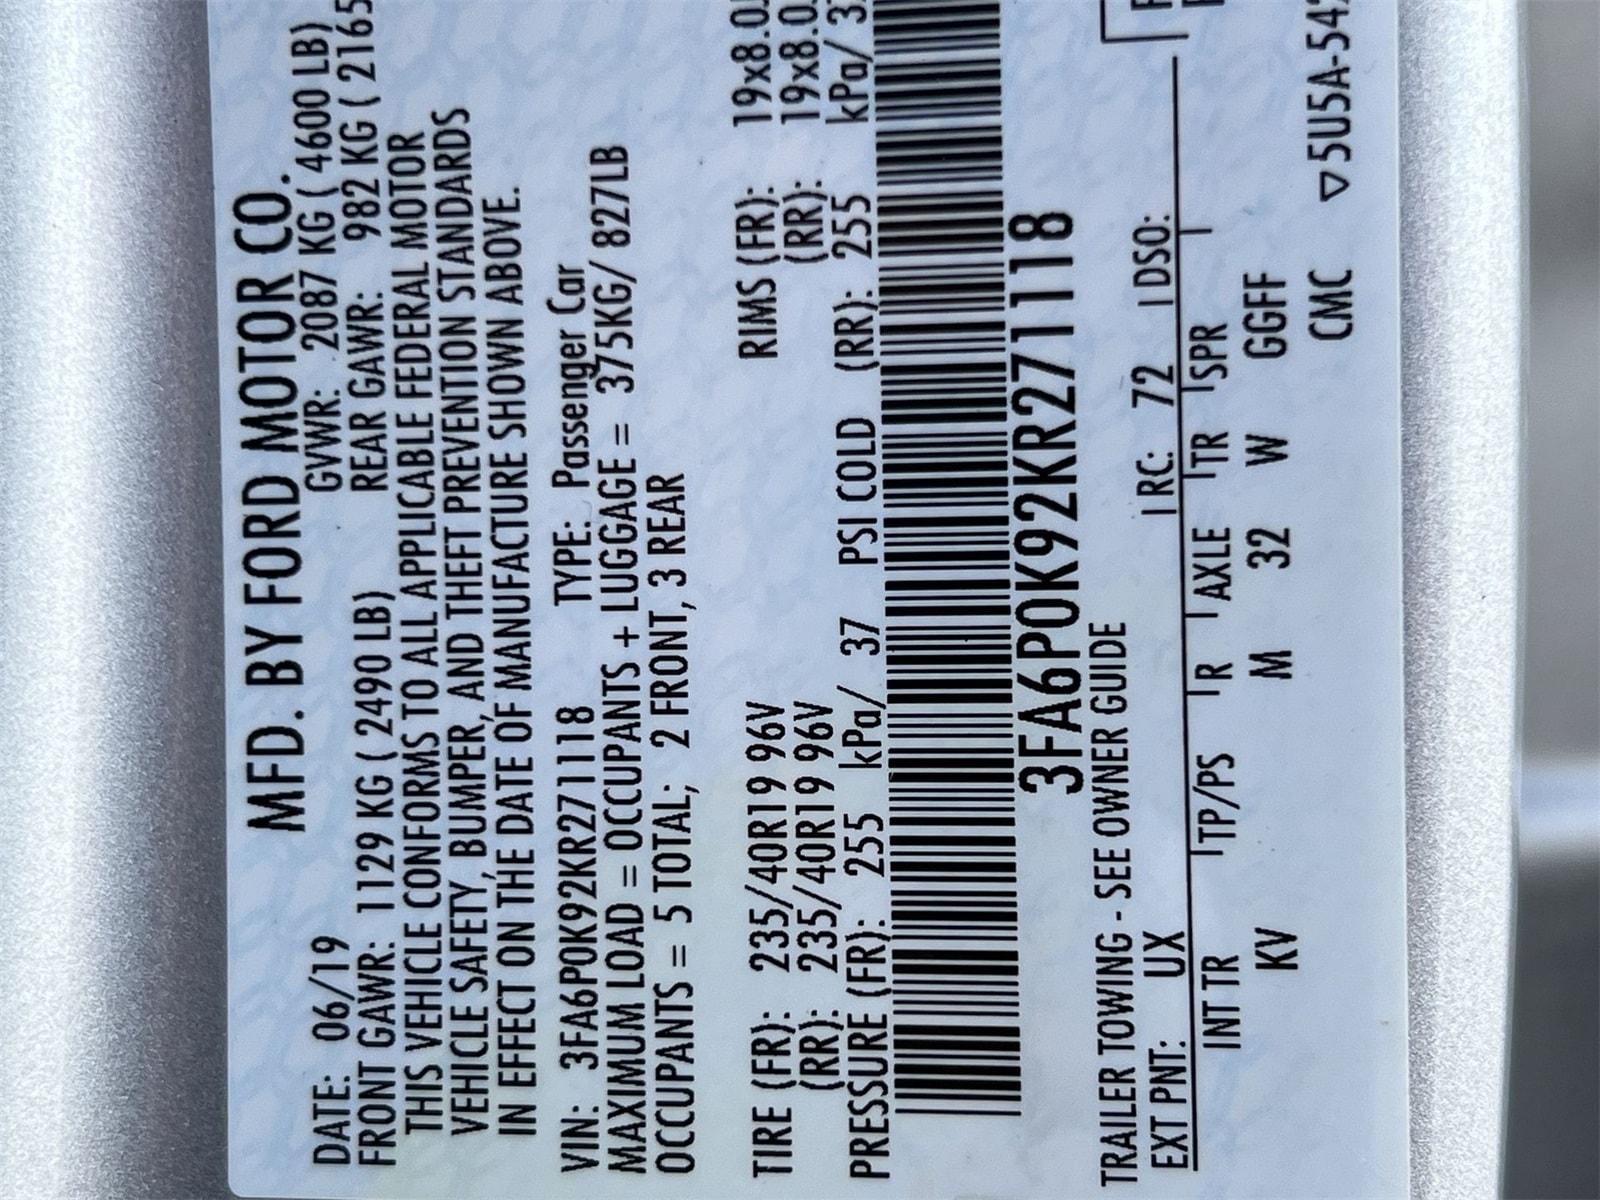 MFD. BY FORD MOTOR CO.
DATE: 06/19 GVWR: 2087 KG ( 4600 LB)
FRONT GAWR: 1129 KG ( 2490 LB) REAR GAWR: 982 KG ( 2165
THIS VEHICLE CONFORMS TO ALL APPLICABLE FEDERAL MOTOR
VEHICLE SAFETY, BUMPER, AND THEFT PREVENTION STANDARDS
IN EFFECT ON THE DATE OF MANUFACTURE SHOWN ABOVE.
VIN: 3FA6P0K92KR271118 TYPE: Passenger Car
MAXIMUM LOAD = OCCUPANTS + LUGGAGE = 375KG/ 827LB
OCCUPANTS = 5 TOTAL; 2 FRONT, 3 REAR
TIRE (FR): 235/40R19 96V RIMS (FR): 19x8.0
(RR): 235/40R19 96V (RR): 19x8.0
PRESSURE (FR): 255 kPa/ 37 PSI COLD (RR): 255 kPa/ 3
3FA6P0K92KR271118
TRAILER TOWING - SEE OWNER GUIDE
EXT PNT: UX RC: 72 DSO:
INT TR TP/PS R AXLE TR SPR
KV M 32 W GGFF
CMC ▽5U5A-54